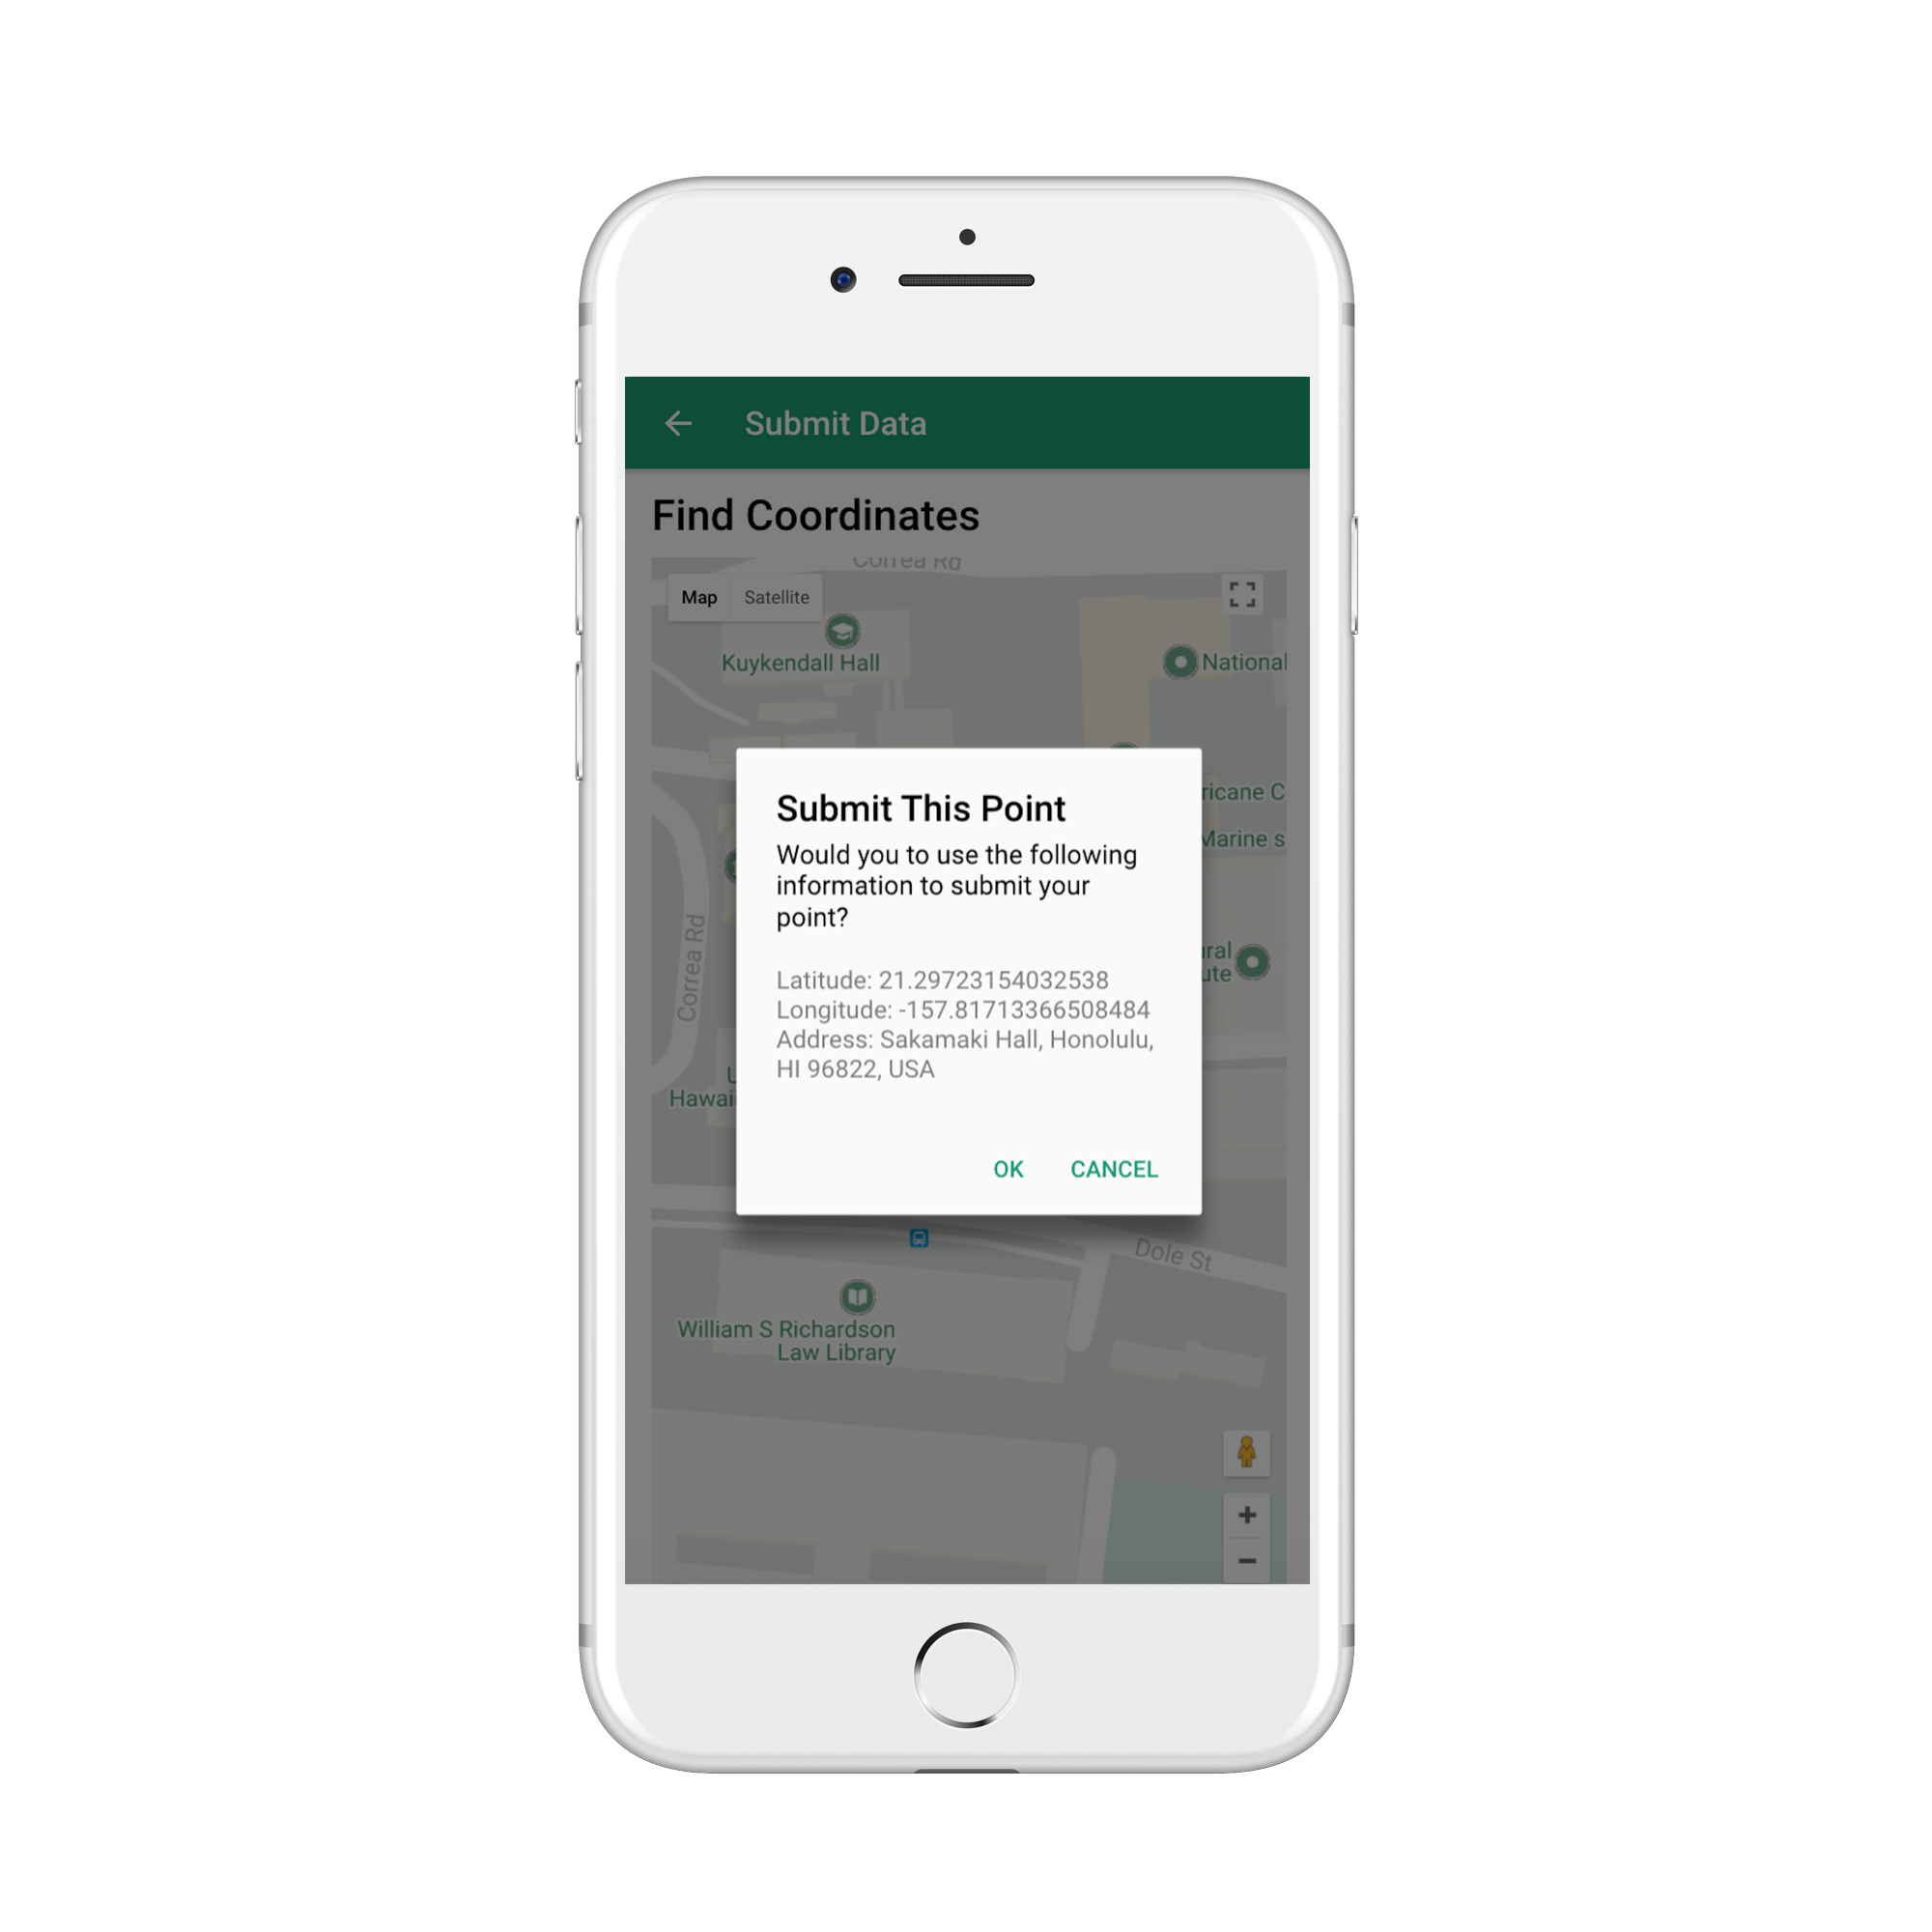 Submit Data
Find Coordinates
Correa Rd
Map
Satellite
Kuykendall Hall
National
Submit This Point
Would you to use the following
information to submit your
point?
Latitude: 21.29723154032538
Longitude: -157.81713366508484
Address: Sakamaki Hall, Honolulu,
HI 96822, USA
OK
CANCEL
ricane C
Marine s
ural
ute
Correa Rd
U
Hawaii
Dole St
William S Richardson
Law Library